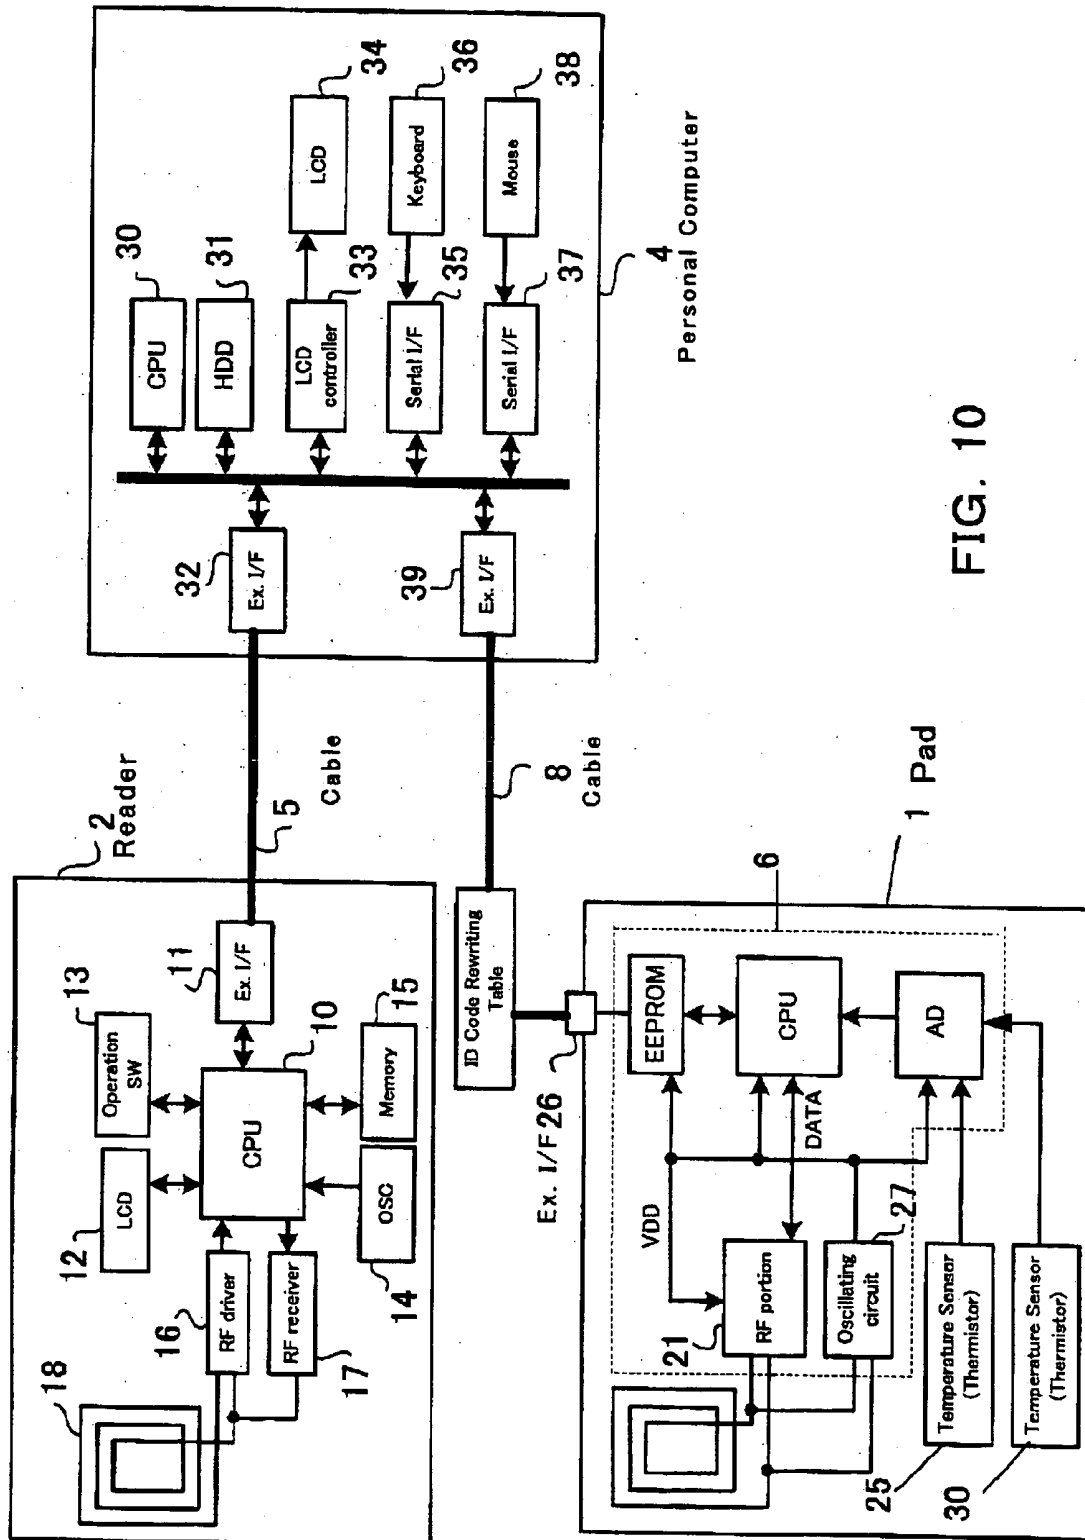 2
Reader
18
16
RF driver
17
RF receiver
12
LCD
13
Operation
SW
10
CPU
14
OSC
15
Memory
11
Ex. I/F
5
Cable
32
Ex. I/F
39
Ex. I/F
30
CPU
31
HDD
33
LCD
controller
34
LCD
35
Serial I/F
36
Keyboard
37
Serial I/F
38
Mouse
4
Personal Computer
8
Cable
ID Code Rewriting
Table
Ex. I/F 26
1 Pad
6
EEPROM
CPU
AD
VDD
DATA
21
RF portion
27
Oscillating
circuit
25
Temperature Sensor
(Thermistor)
30
Temperature Sensor
(Thermistor)
FIG. 10